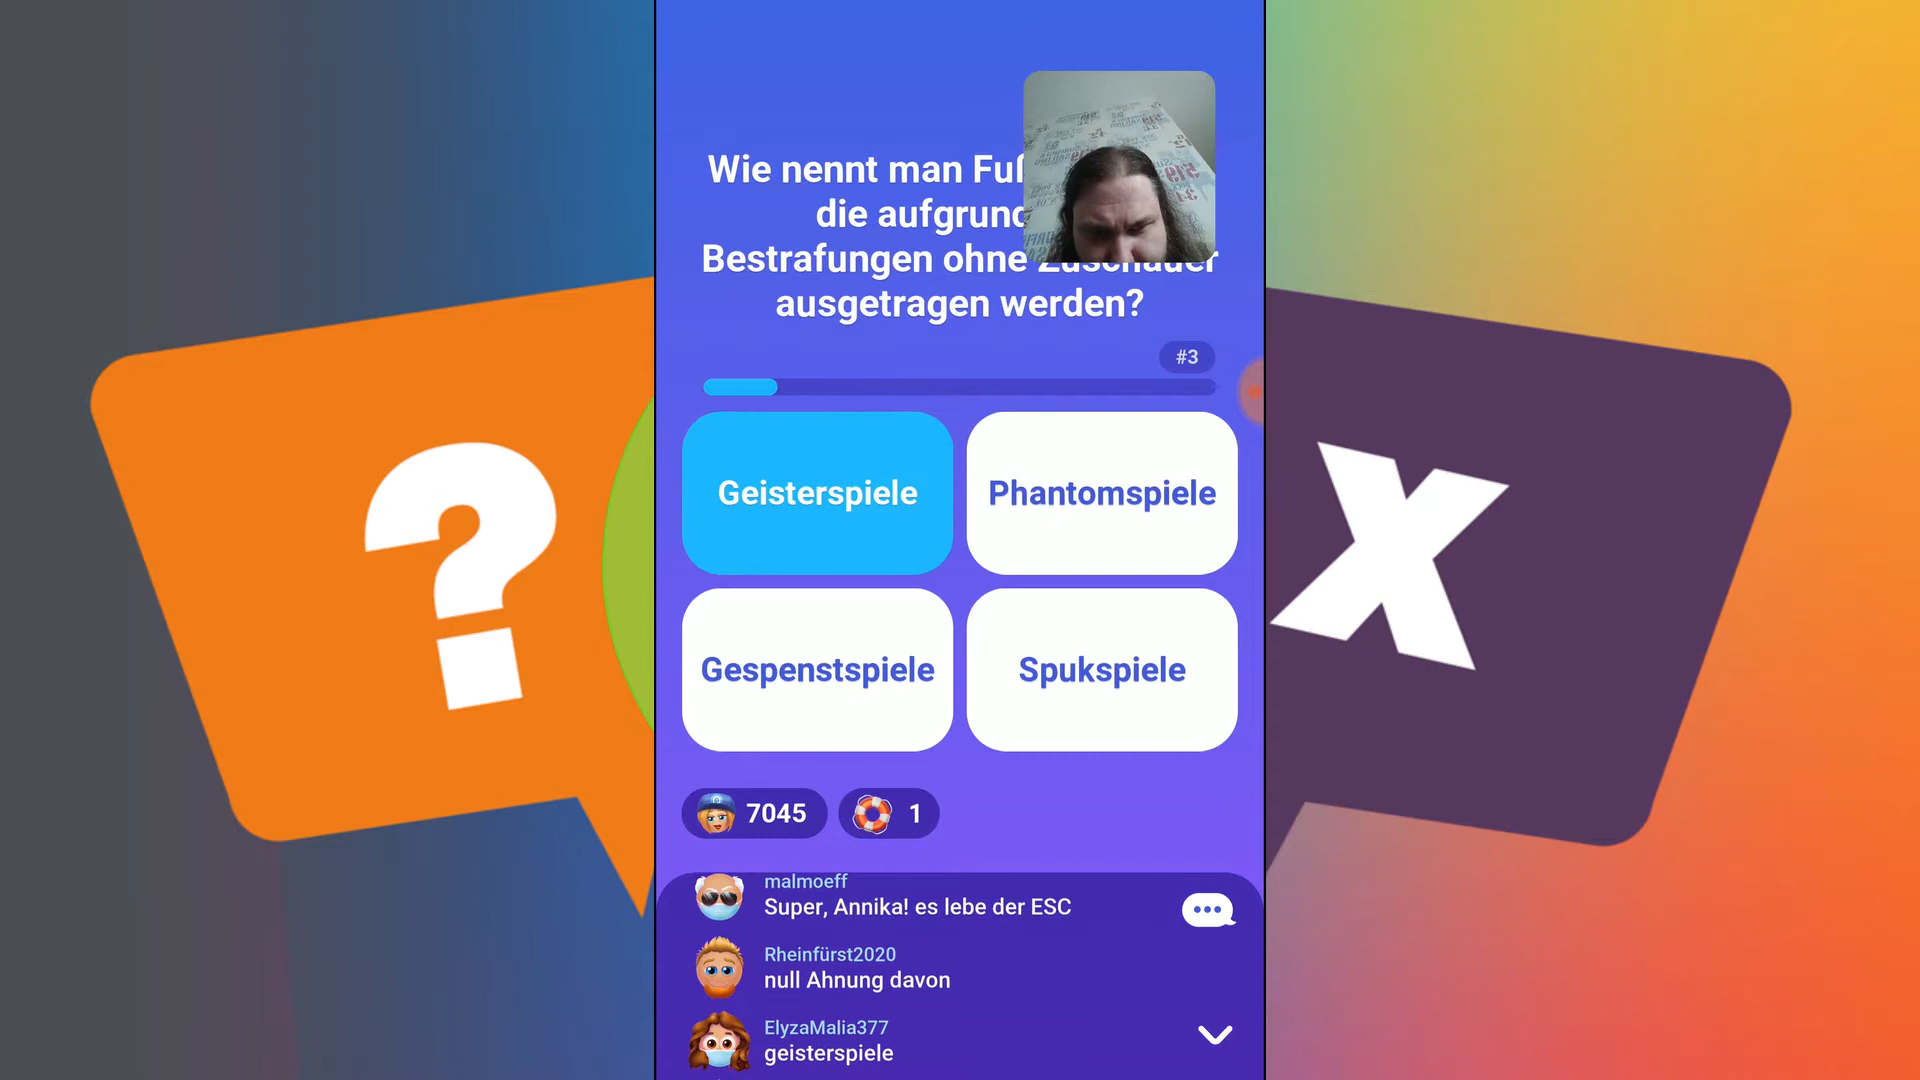 Wie nennt man
die aufgrund
Bestrafungen ohne Zuschauer
ausgetragen werden?
#3
Geisterspiele
Phantomspiele
Gespenstspiele
Spukspiele
7045
1
malmoeff
Super, Annika! es lebe der ESC
Rheinfürst2020
null Ahnung davon
ElyzaMalia377
geisterspiele
?
X